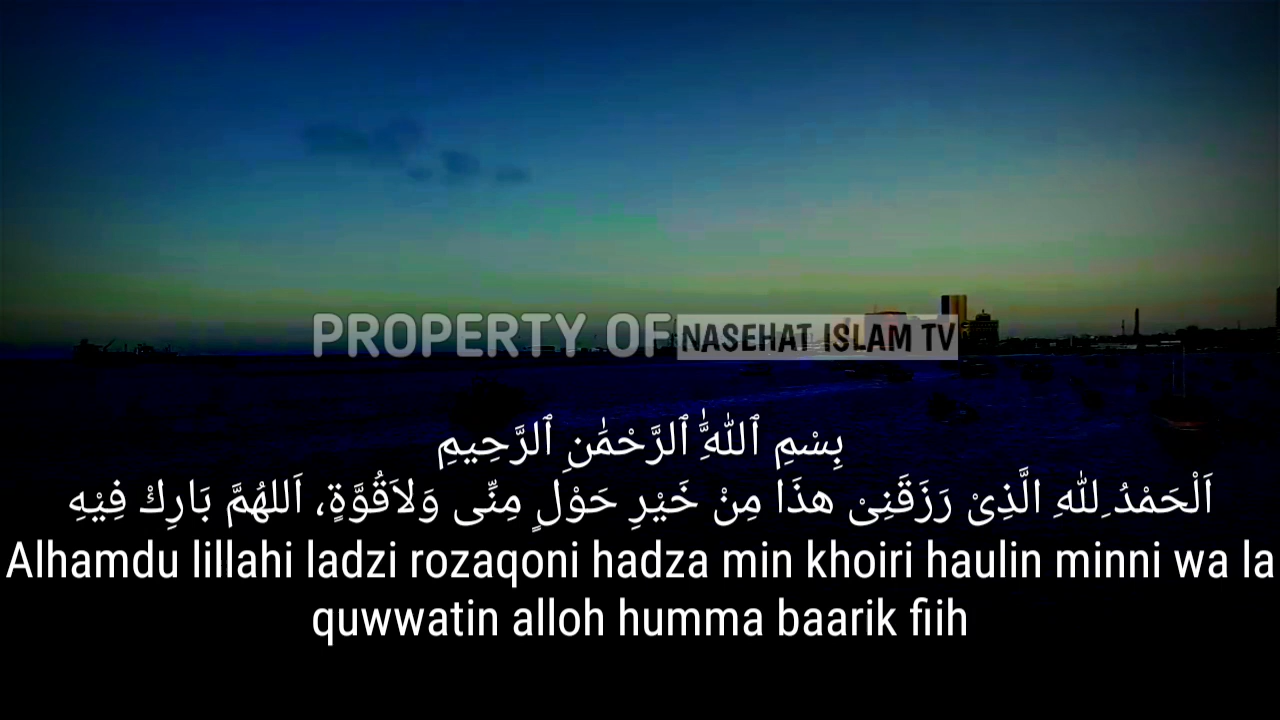 PROPERTY OF NASEHAT ISLAM TV
بِسْمِ ٱللَّهِ ٱلرَّحْمَٰنِ ٱلرَّحِيمِ
اَلْحَمْدُ ِللهِ الَّذِىْ رَزَقَنِىْ هذَا مِنْ خَيْرِ حَوْلٍ مِنِّى وَلاَقُوَّةٍ، اَللهُمَّ بَارِكْ فِيْهِ
Alhamdu lillahi ladzi rozaqoni hadza min khoiri haulin minni wa la
quwwatin alloh humma baarik fiih